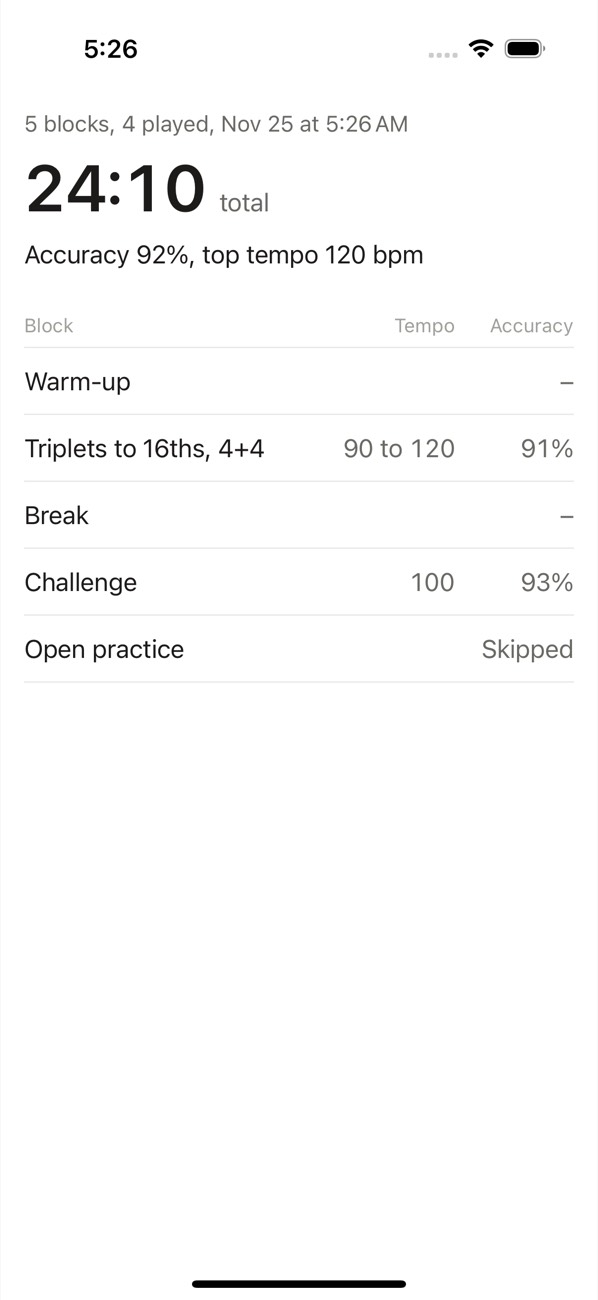 5:26
5 blocks, 4 played, Nov 25 at 5:26 AM
24:10 total
Accuracy 92%, top tempo 120 bpm
Block Tempo Accuracy
Warm-up –
Triplets to 16ths, 4+4 90 to 120 91%
Break –
Challenge 100 93%
Open practice Skipped